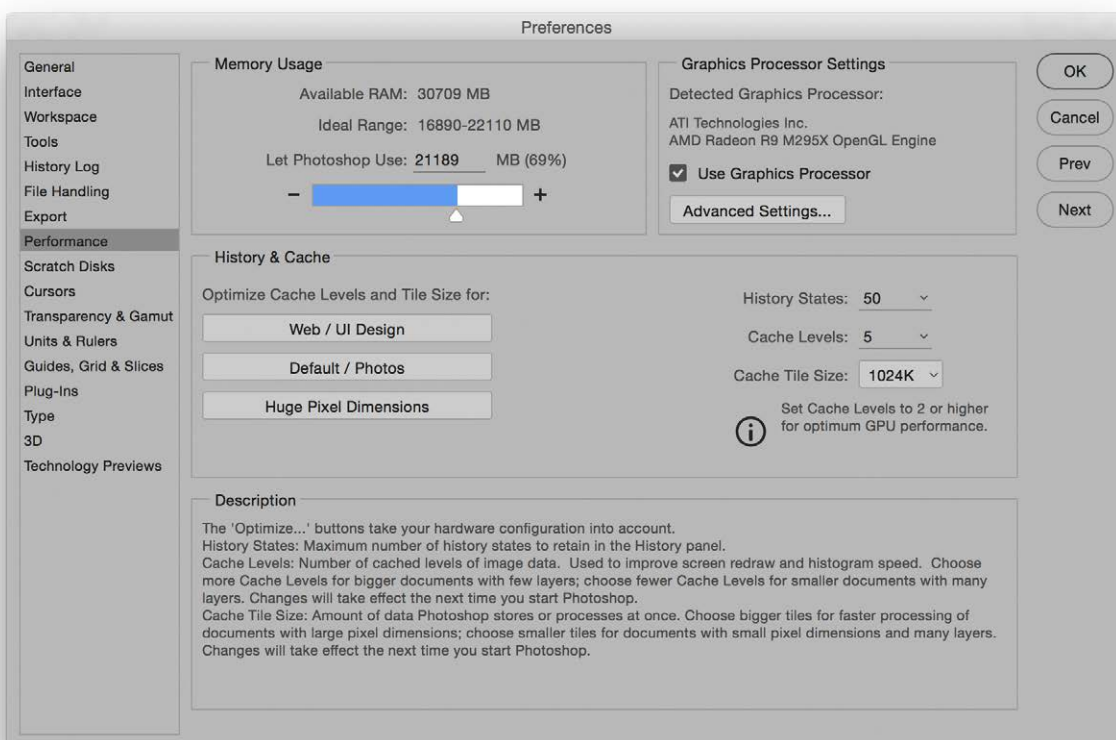 Preferences
General
Interface
Workspace
Tools
History Log
File Handling
Export
Performance
Scratch Disks
Cursors
Transparency & Gamut
Units & Rulers
Guides, Grid & Slices
Plug-Ins
Type
3D
Technology Previews
Memory Usage
Available RAM: 30709 MB
Ideal Range: 16890-22110 MB
Let Photoshop Use: 21189 MB (69%)
− +
Graphics Processor Settings
Detected Graphics Processor:
ATI Technologies Inc.
AMD Radeon R9 M295X OpenGL Engine
Use Graphics Processor
Advanced Settings...
OK
Cancel
Prev
Next
History & Cache
Optimize Cache Levels and Tile Size for:
Web / UI Design
Default / Photos
Huge Pixel Dimensions
History States: 50
Cache Levels: 5
Cache Tile Size: 1024K
Set Cache Levels to 2 or higher
for optimum GPU performance.
Description
The 'Optimize...' buttons take your hardware configuration into account.
History States: Maximum number of history states to retain in the History panel.
Cache Levels: Number of cached levels of image data.  Used to improve screen redraw and histogram speed.  Choose
more Cache Levels for bigger documents with few layers; choose fewer Cache Levels for smaller documents with many
layers. Changes will take effect the next time you start Photoshop.
Cache Tile Size: Amount of data Photoshop stores or processes at once. Choose bigger tiles for faster processing of
documents with large pixel dimensions; choose smaller tiles for documents with small pixel dimensions and many layers.
Changes will take effect the next time you start Photoshop.